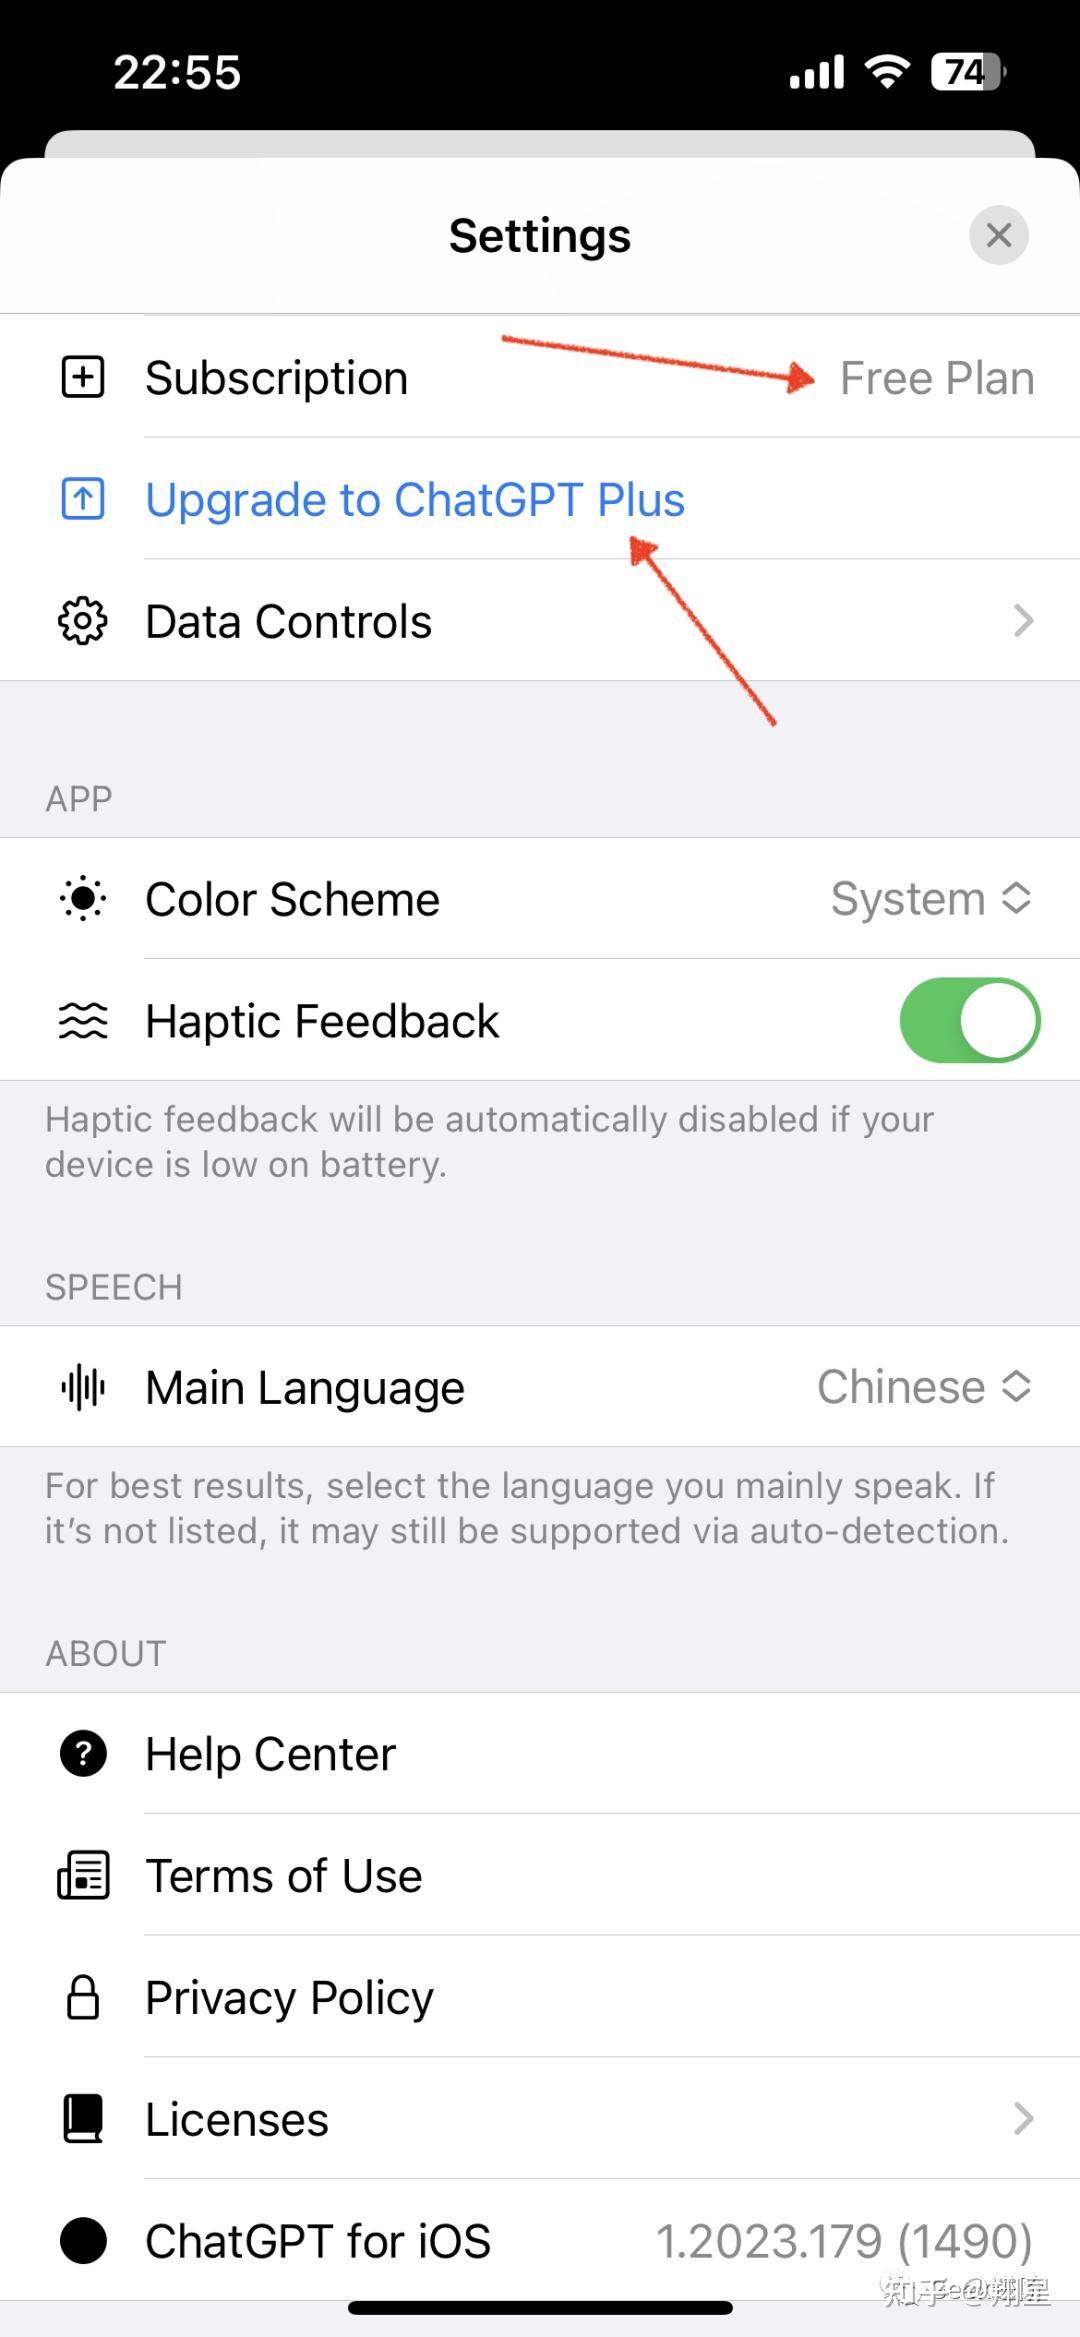 22:55
74
Settings
Subscription
Free Plan
Upgrade to ChatGPT Plus
Data Controls
APP
Color Scheme
System
Haptic Feedback
Haptic feedback will be automatically disabled if your
device is low on battery.
SPEECH
Main Language
Chinese
For best results, select the language you mainly speak. If
it's not listed, it may still be supported via auto-detection.
ABOUT
Help Center
Terms of Use
Privacy Policy
Licenses
ChatGPT for iOS
1.2023.179 (1490)
知乎 @翔宝